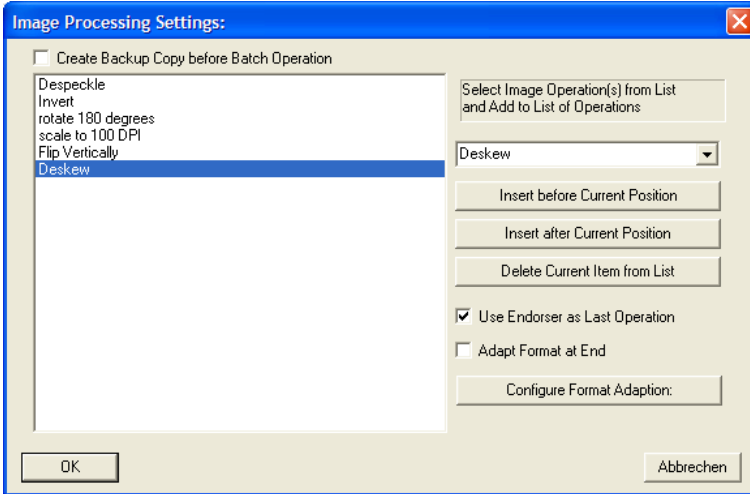 Image Processing Settings:
Create Backup Copy before Batch Operation
Despeckle
Invert
rotate 180 degrees
scale to 100 DPI
Flip Vertically
Deskew
Select Image Operation(s) from List
and Add to List of Operations
Deskew
Insert before Current Position
Insert after Current Position
Delete Current Item from List
Use Endorser as Last Operation
Adapt Format at End
Configure Format Adaption:
OK
Abbrechen